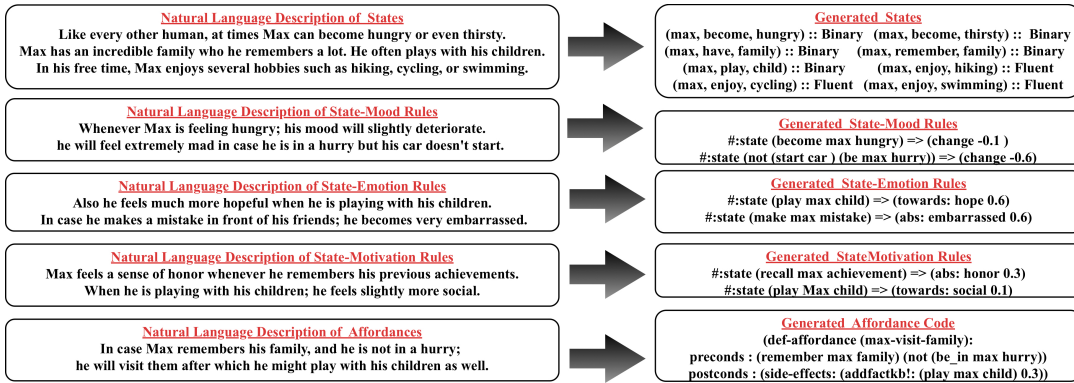 Natural Language Description of States
Like every other human, at times Max can become hungry or even thirsty.
Max has an incredible family who he remembers a lot. He often plays with his children.
In his free time, Max enjoys several hobbies such as hiking, cycling, or swimming.
Generated States
(max, become, hungry) :: Binary (max, become, thirsty) :: Binary
(max, have, family) :: Binary (max, remember, family) :: Binary
(max, play, child) :: Binary (max, enjoy, hiking) :: Fluent
(max, enjoy, cycling) :: Fluent (max, enjoy, swimming) :: Fluent
Natural Language Description of State-Mood Rules
Whenever Max is feeling hungry; his mood will slightly deteriorate.
he will feel extremely mad in case he is in a hurry but his car doesn't start.
Generated State-Mood Rules
#:state (become max hungry) => (change -0.1 )
#:state (not (start car ) (be max hurry)) => (change -0.6)
Natural Language Description of State-Emotion Rules
Also he feels much more hopeful when he is playing with his children.
In case he makes a mistake in front of his friends; he becomes very embarrassed.
Generated State-Emotion Rules
#:state (play max child) => (towards: hope 0.6)
#:state (make max mistake) => (abs: embarrassed 0.6)
Natural Language Description of State-Motivation Rules
Max feels a sense of honor whenever he remembers his previous achievements.
When he is playing with his children; he feels slightly more social.
Generated StateMotivation Rules
#:state (recall max achievement) => (abs: honor 0.3)
#:state (play Max child) => (towards: social 0.1)
Natural Language Description of Affordances
In case Max remembers his family, and he is not in a hurry;
he will visit them after which he might play with his children as well.
Generated Affordance Code
(def-affordance (max-visit-family):
preconds : (remember max family) (not (be_in max hurry))
postconds : (side-effects: (addfactkb!: (play max child) 0.3))